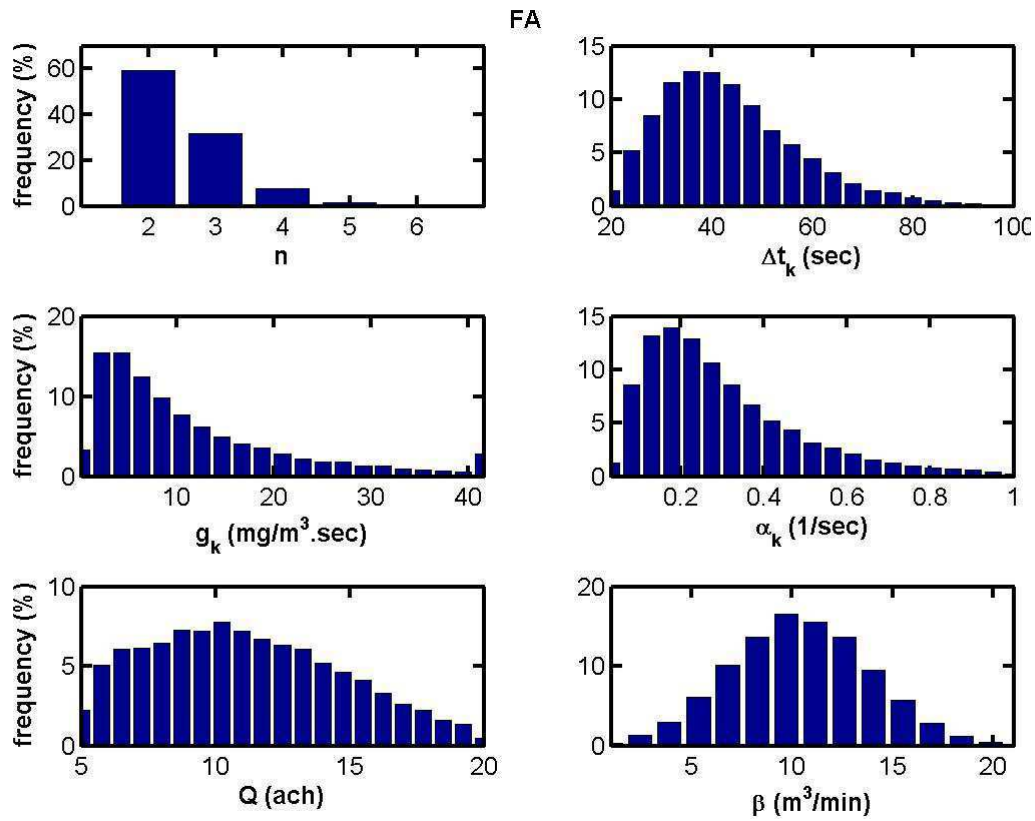 FA
frequency (%)
60
40
20
0
2 3 4 5 6
n
15
10
5
0
20 40 60 80 100
Δt_k (sec)
frequency (%)
20
10
0
10 20 30 40
g_k (mg/m³.sec)
15
10
5
0
0.2 0.4 0.6 0.8 1
α_k (1/sec)
frequency (%)
10
5
0
5 10 15 20
Q (ach)
20
10
0
5 10 15 20
β (m³/min)